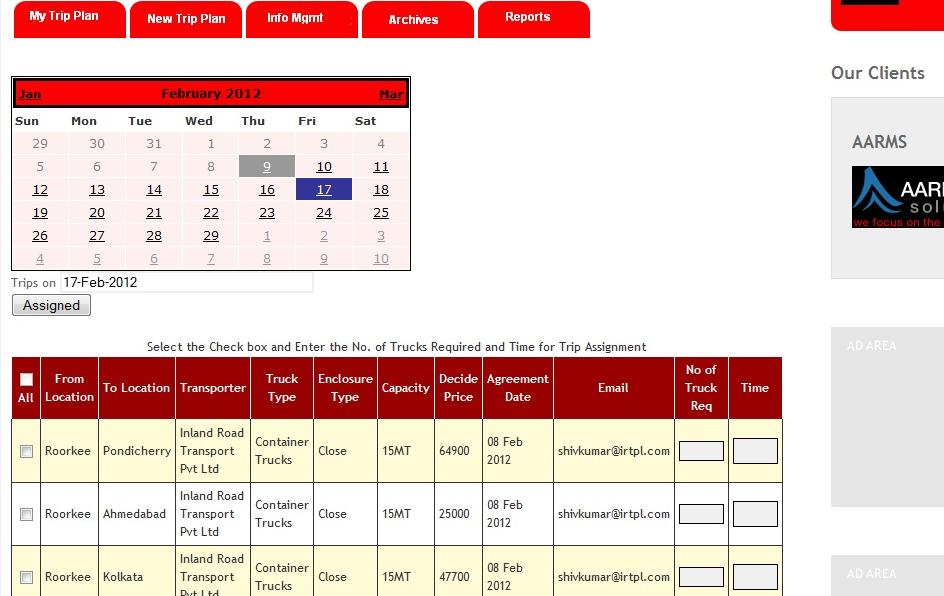 My Trip Plan New Trip Plan Info Mgmt Archives Reports
Our Clients
AARMS
we focus on the
Jan February 2012 Mar
Sun Mon Tue Wed Thu Fri Sat
29 30 31 1 2 3 4
5 6 7 8 9 10 11
12 13 14 15 16 17 18
19 20 21 22 23 24 25
26 27 28 29 1 2 3
4 5 6 7 8 9 10
Trips on 17-Feb-2012
Assigned
AD AREA
Select the Check box and Enter the No. of Trucks Required and Time for Trip Assignment
All
From
Location
To Location
Transporter
Truck
Type
Enclosure
Type
Capacity
Decide
Price
Agreement
Date
Email
No of
Truck
Req
Time
Roorkee
Pondicherry
Inland Road
Transport
Pvt Ltd
Container
Trucks
Close
15MT
64900
08 Feb
2012
shivkumar@irtpl.com
Roorkee
Ahmedabad
Inland Road
Transport
Pvt Ltd
Container
Trucks
Close
15MT
25000
08 Feb
2012
shivkumar@irtpl.com
Roorkee
Kolkata
Inland Road
Transport
Pvt Ltd
Container
Trucks
Close
15MT
47700
08 Feb
2012
shivkumar@irtpl.com
AD AREA